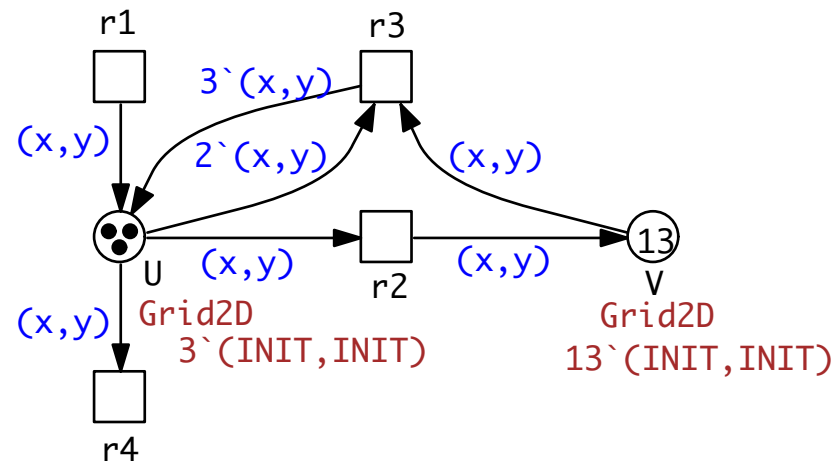 r1
r3
3`(x,y)
(x,y)
2`(x,y)
(x,y)
13
U
(x,y)
r2
(x,y)
V
(x,y)
Grid2D
3`(INIT,INIT)
Grid2D
13`(INIT,INIT)
r4